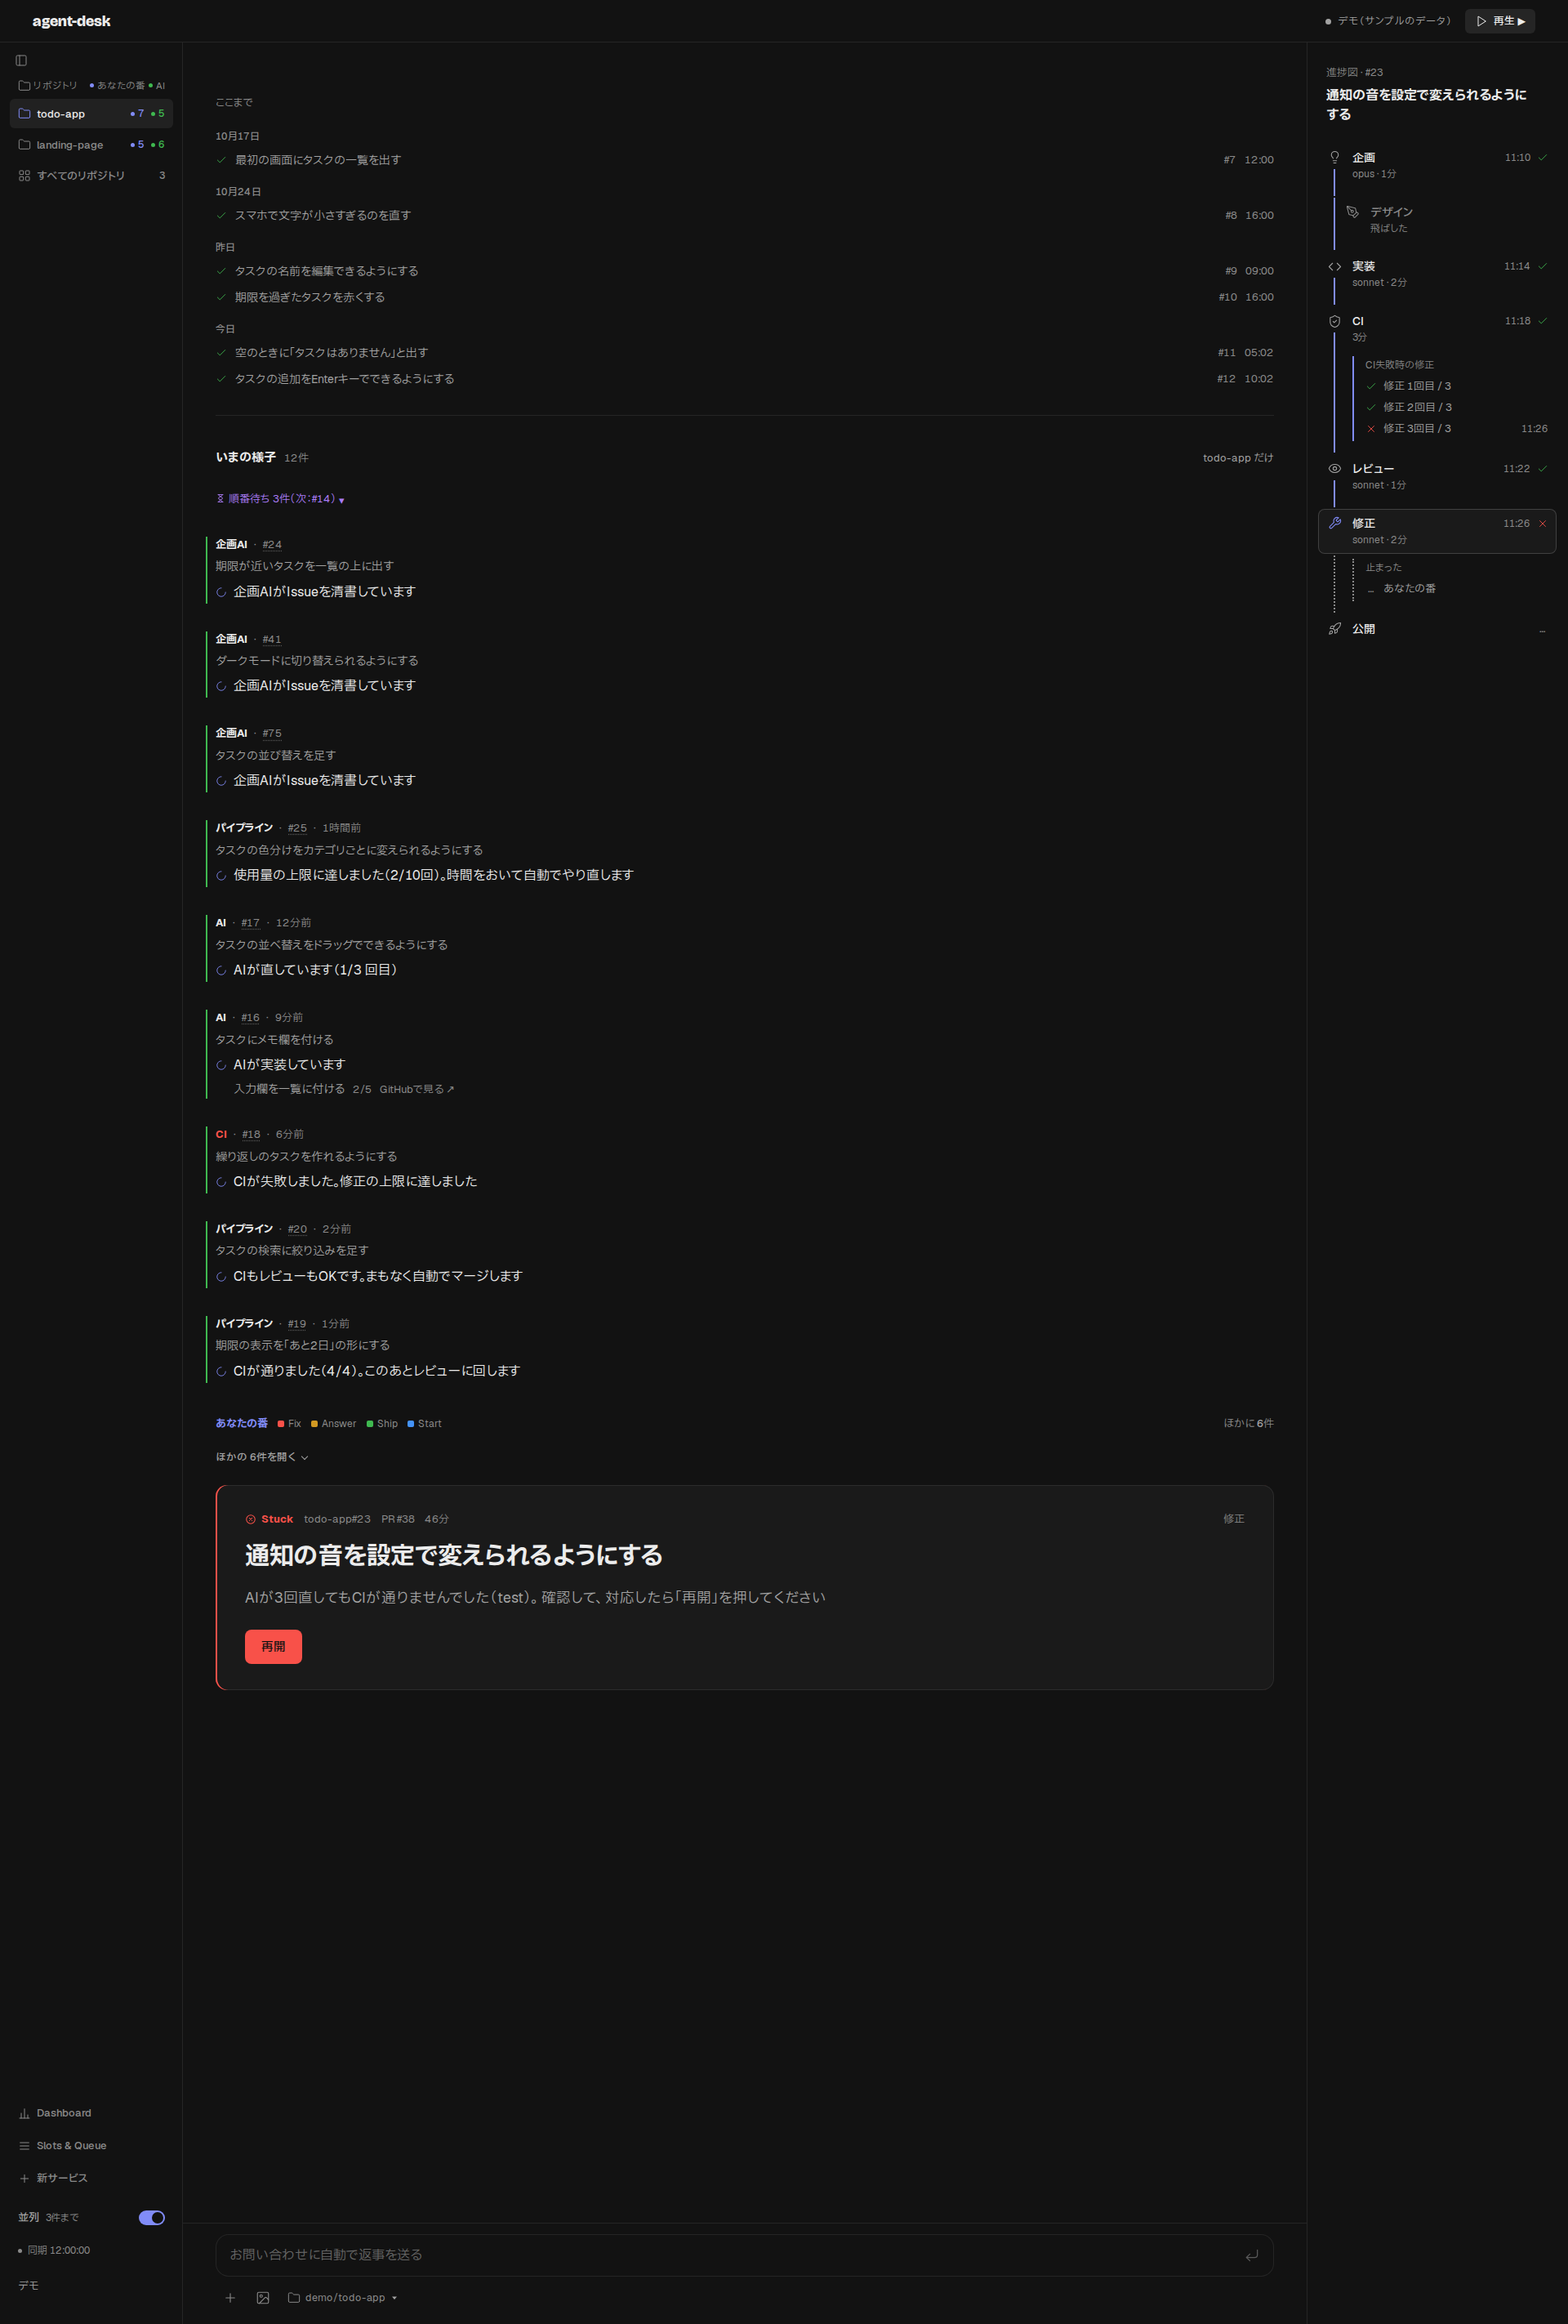 agent-desk
デモ(サンプルのデータ)
再生 ▶
リポジトリ
あなたの番
AI
todo-app 7 5
landing-page 5 6
すべてのリポジトリ 3
ここまで
10月17日
最初の画面にタスクの一覧を出す #7 12:00
10月24日
スマホで文字が小さすぎるのを直す #8 16:00
昨日
タスクの名前を編集できるようにする #9 09:00
期限を過ぎたタスクを赤くする #10 16:00
今日
空のときに「タスクはありません」と出す #11 05:02
タスクの追加をEnterキーでできるようにする #12 10:02
いまの様子 12件 todo-app だけ
順番待ち 3件(次:#14) ▼
企画AI · #24
期限が近いタスクを一覧の上に出す
企画AIがIssueを清書しています
企画AI · #41
ダークモードに切り替えられるようにする
企画AIがIssueを清書しています
企画AI · #75
タスクの並び替えを足す
企画AIがIssueを清書しています
パイプライン · #25 · 1時間前
タスクの色分けをカテゴリごとに変えられるようにする
使用量の上限に達しました(2/10回)。時間をおいて自動でやり直します
AI · #17 · 12分前
タスクの並べ替えをドラッグでできるようにする
AIが直しています(1/3 回目)
AI · #16 · 9分前
タスクにメモ欄を付ける
AIが実装しています
入力欄を一覧に付ける 2/5 GitHubで見る ↗
CI · #18 · 6分前
繰り返しのタスクを作れるようにする
CIが失敗しました。修正の上限に達しました
パイプライン · #20 · 2分前
タスクの検索に絞り込みを足す
CIもレビューもOKです。まもなく自動でマージします
パイプライン · #19 · 1分前
期限の表示を「あと2日」の形にする
CIが通りました(4/4)。このあとレビューに回します
あなたの番 Fix Answer Ship Start ほかに 6件
ほかの 6件を開く
Stuck todo-app#23 PR #38 46分 修正
通知の音を設定で変えられるようにする
AIが3回直してもCIが通りませんでした(test)。確認して、対応したら「再開」を押してください
再開
進捗図 · #23
通知の音を設定で変えられるように
する
企画 11:10
opus · 1分
デザイン
飛ばした
実装 11:14
sonnet · 2分
CI 11:18
3分
CI失敗時の修正
修正 1回目 / 3
修正 2回目 / 3
修正 3回目 / 3 11:26
レビュー 11:22
sonnet · 1分
修正 11:26
sonnet · 2分
止まった
… あなたの番
公開 …
Dashboard
Slots & Queue
新サービス
並列 3件まで
同期 12:00:00
デモ
お問い合わせに自動で返事を送る
demo/todo-app